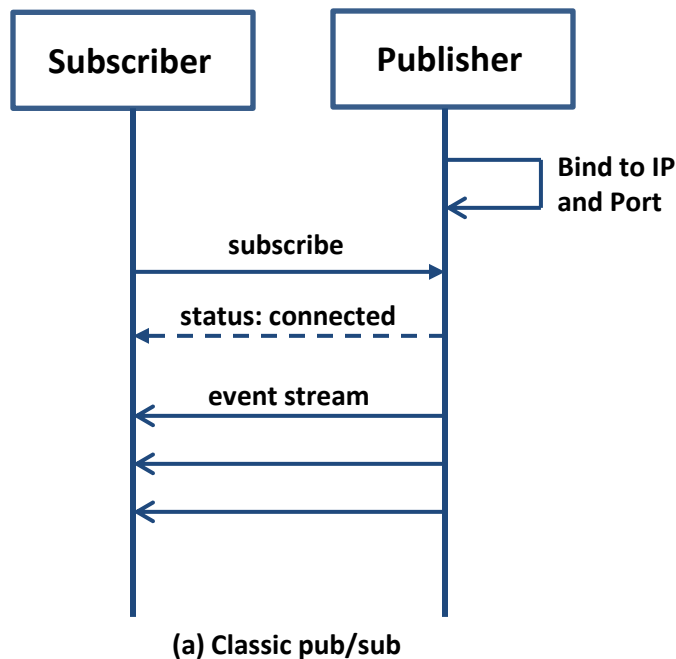 Subscriber
Publisher
Bind to IP
and Port
subscribe
status: connected
event stream
(a) Classic pub/sub